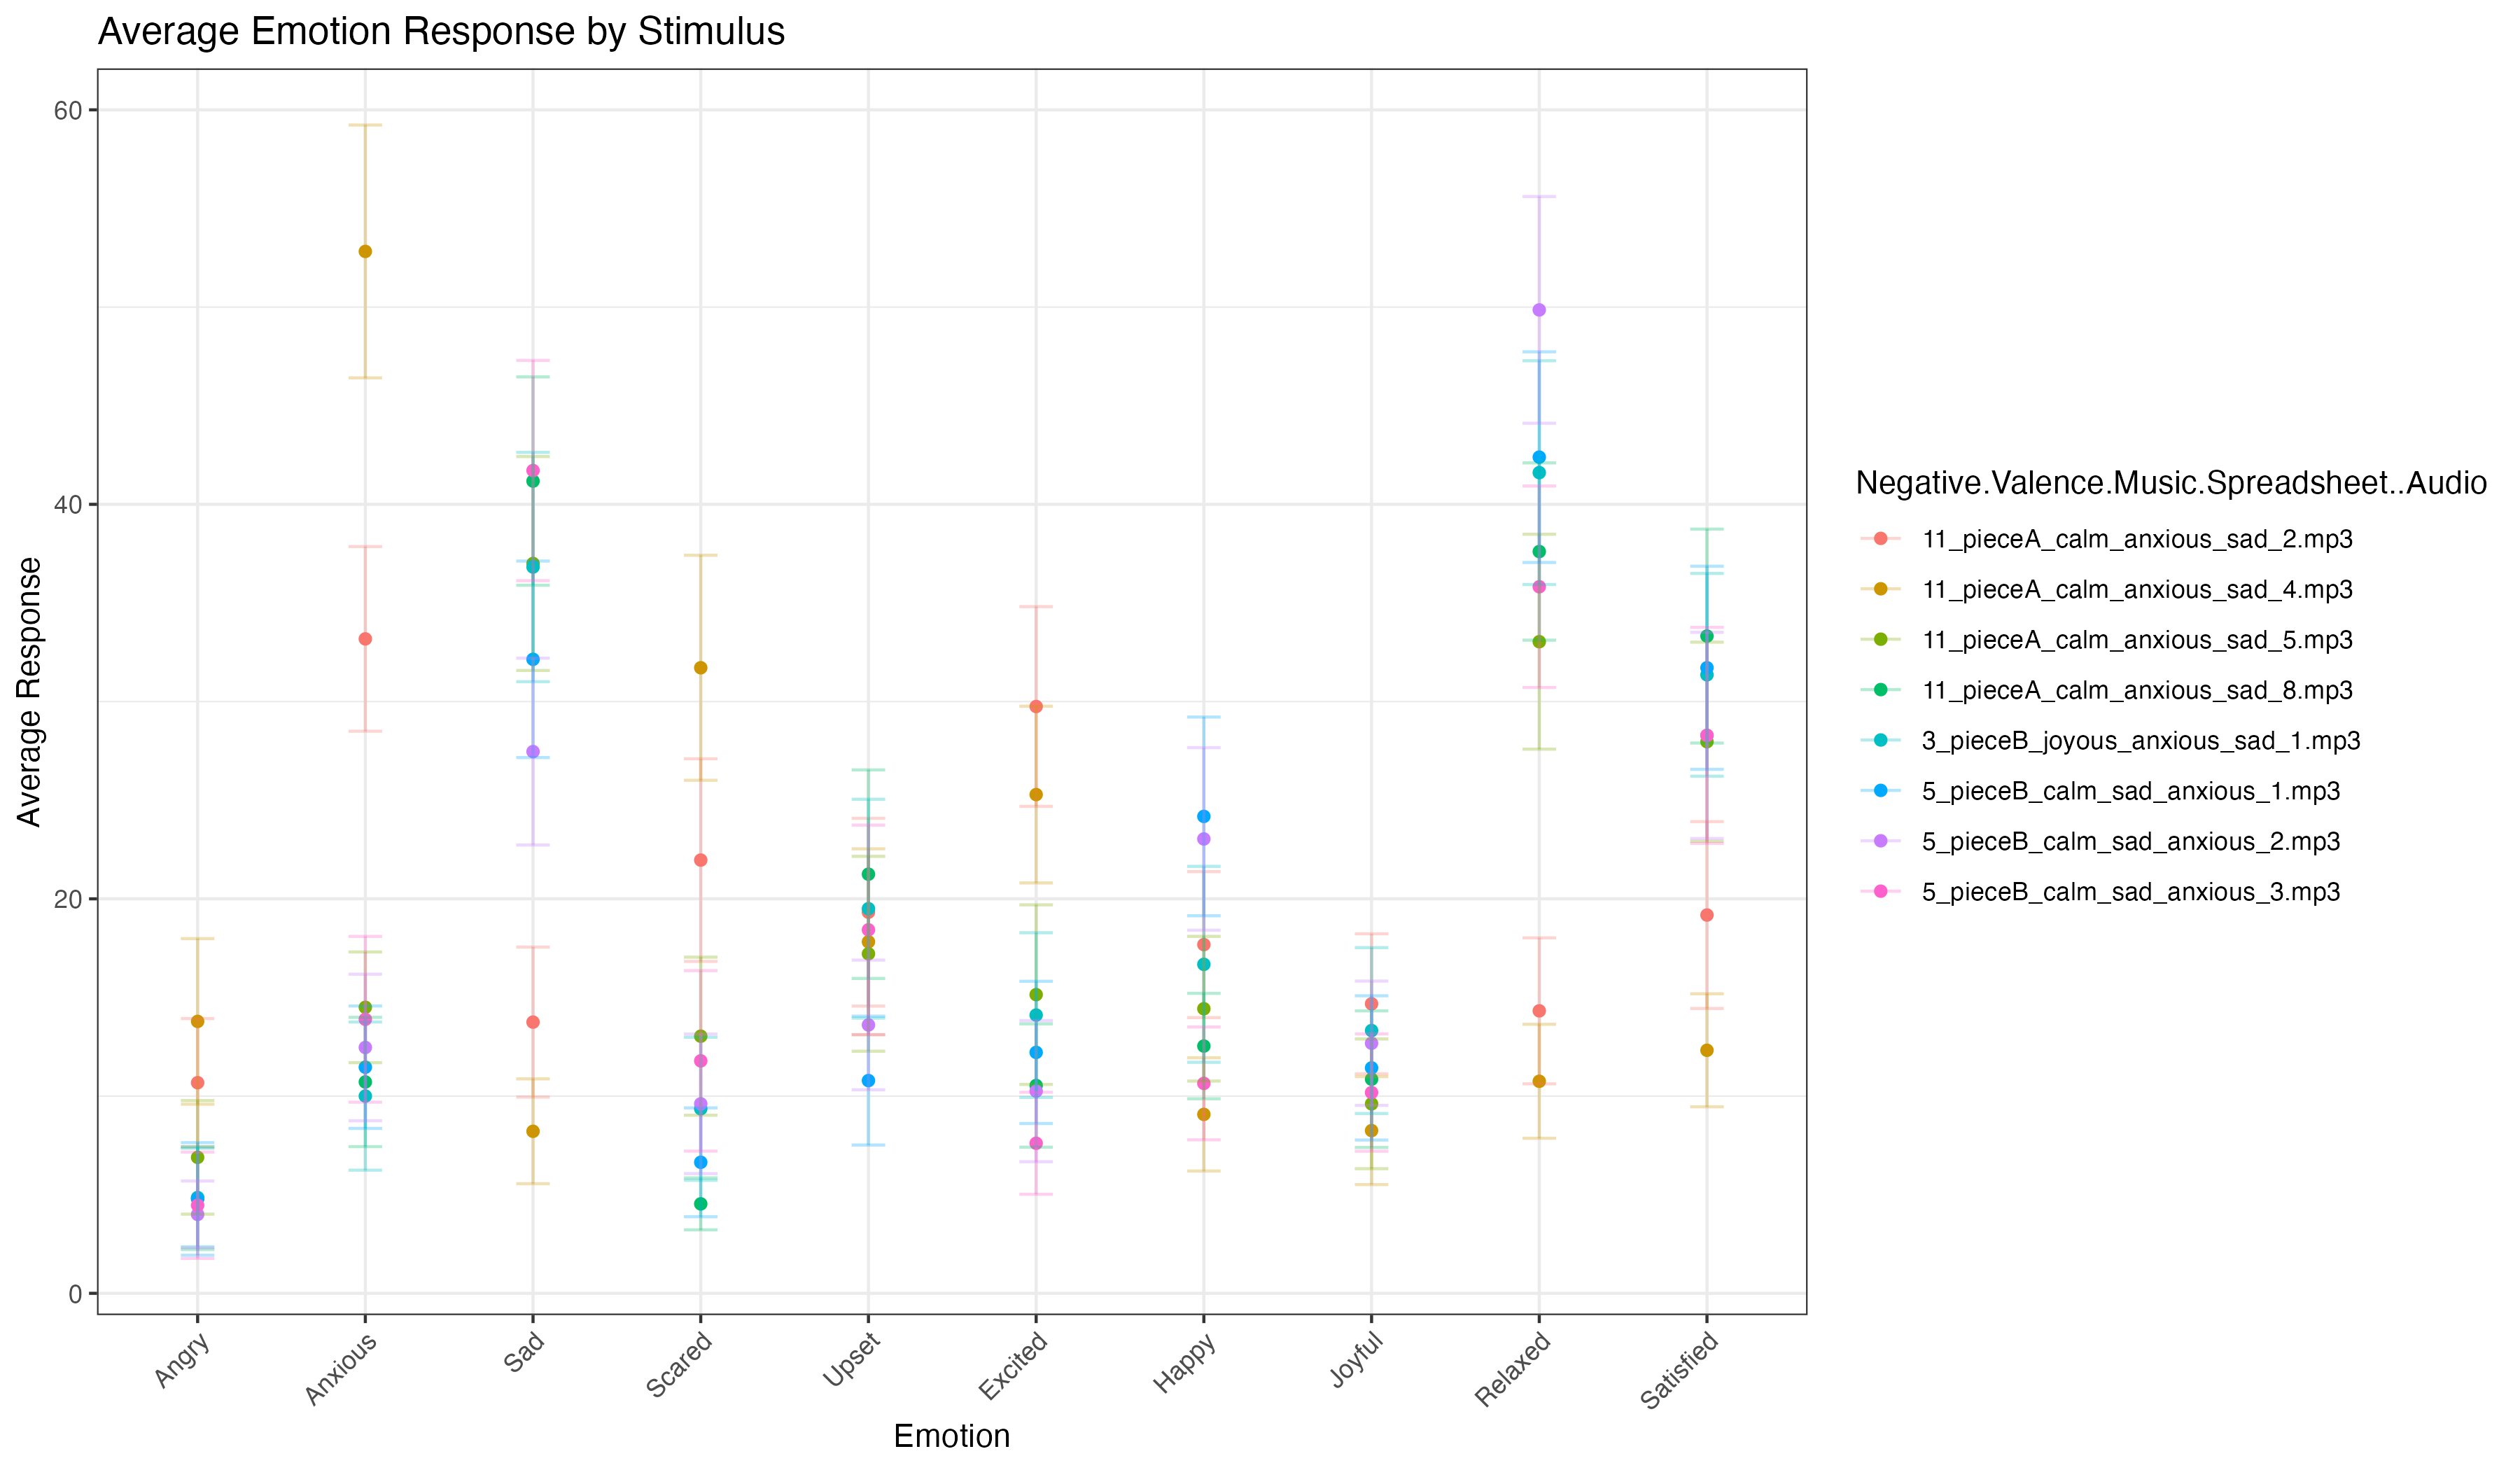 Average Emotion Response by Stimulus
60
40
20
0
Average Response
Angry
Anxious
Sad
Scared
Upset
Excited
Happy
Joyful
Relaxed
Satisfied
Emotion
Negative.Valence.Music.Spreadsheet..Audio
11_pieceA_calm_anxious_sad_2.mp3
11_pieceA_calm_anxious_sad_4.mp3
11_pieceA_calm_anxious_sad_5.mp3
11_pieceA_calm_anxious_sad_8.mp3
3_pieceB_joyous_anxious_sad_1.mp3
5_pieceB_calm_sad_anxious_1.mp3
5_pieceB_calm_sad_anxious_2.mp3
5_pieceB_calm_sad_anxious_3.mp3